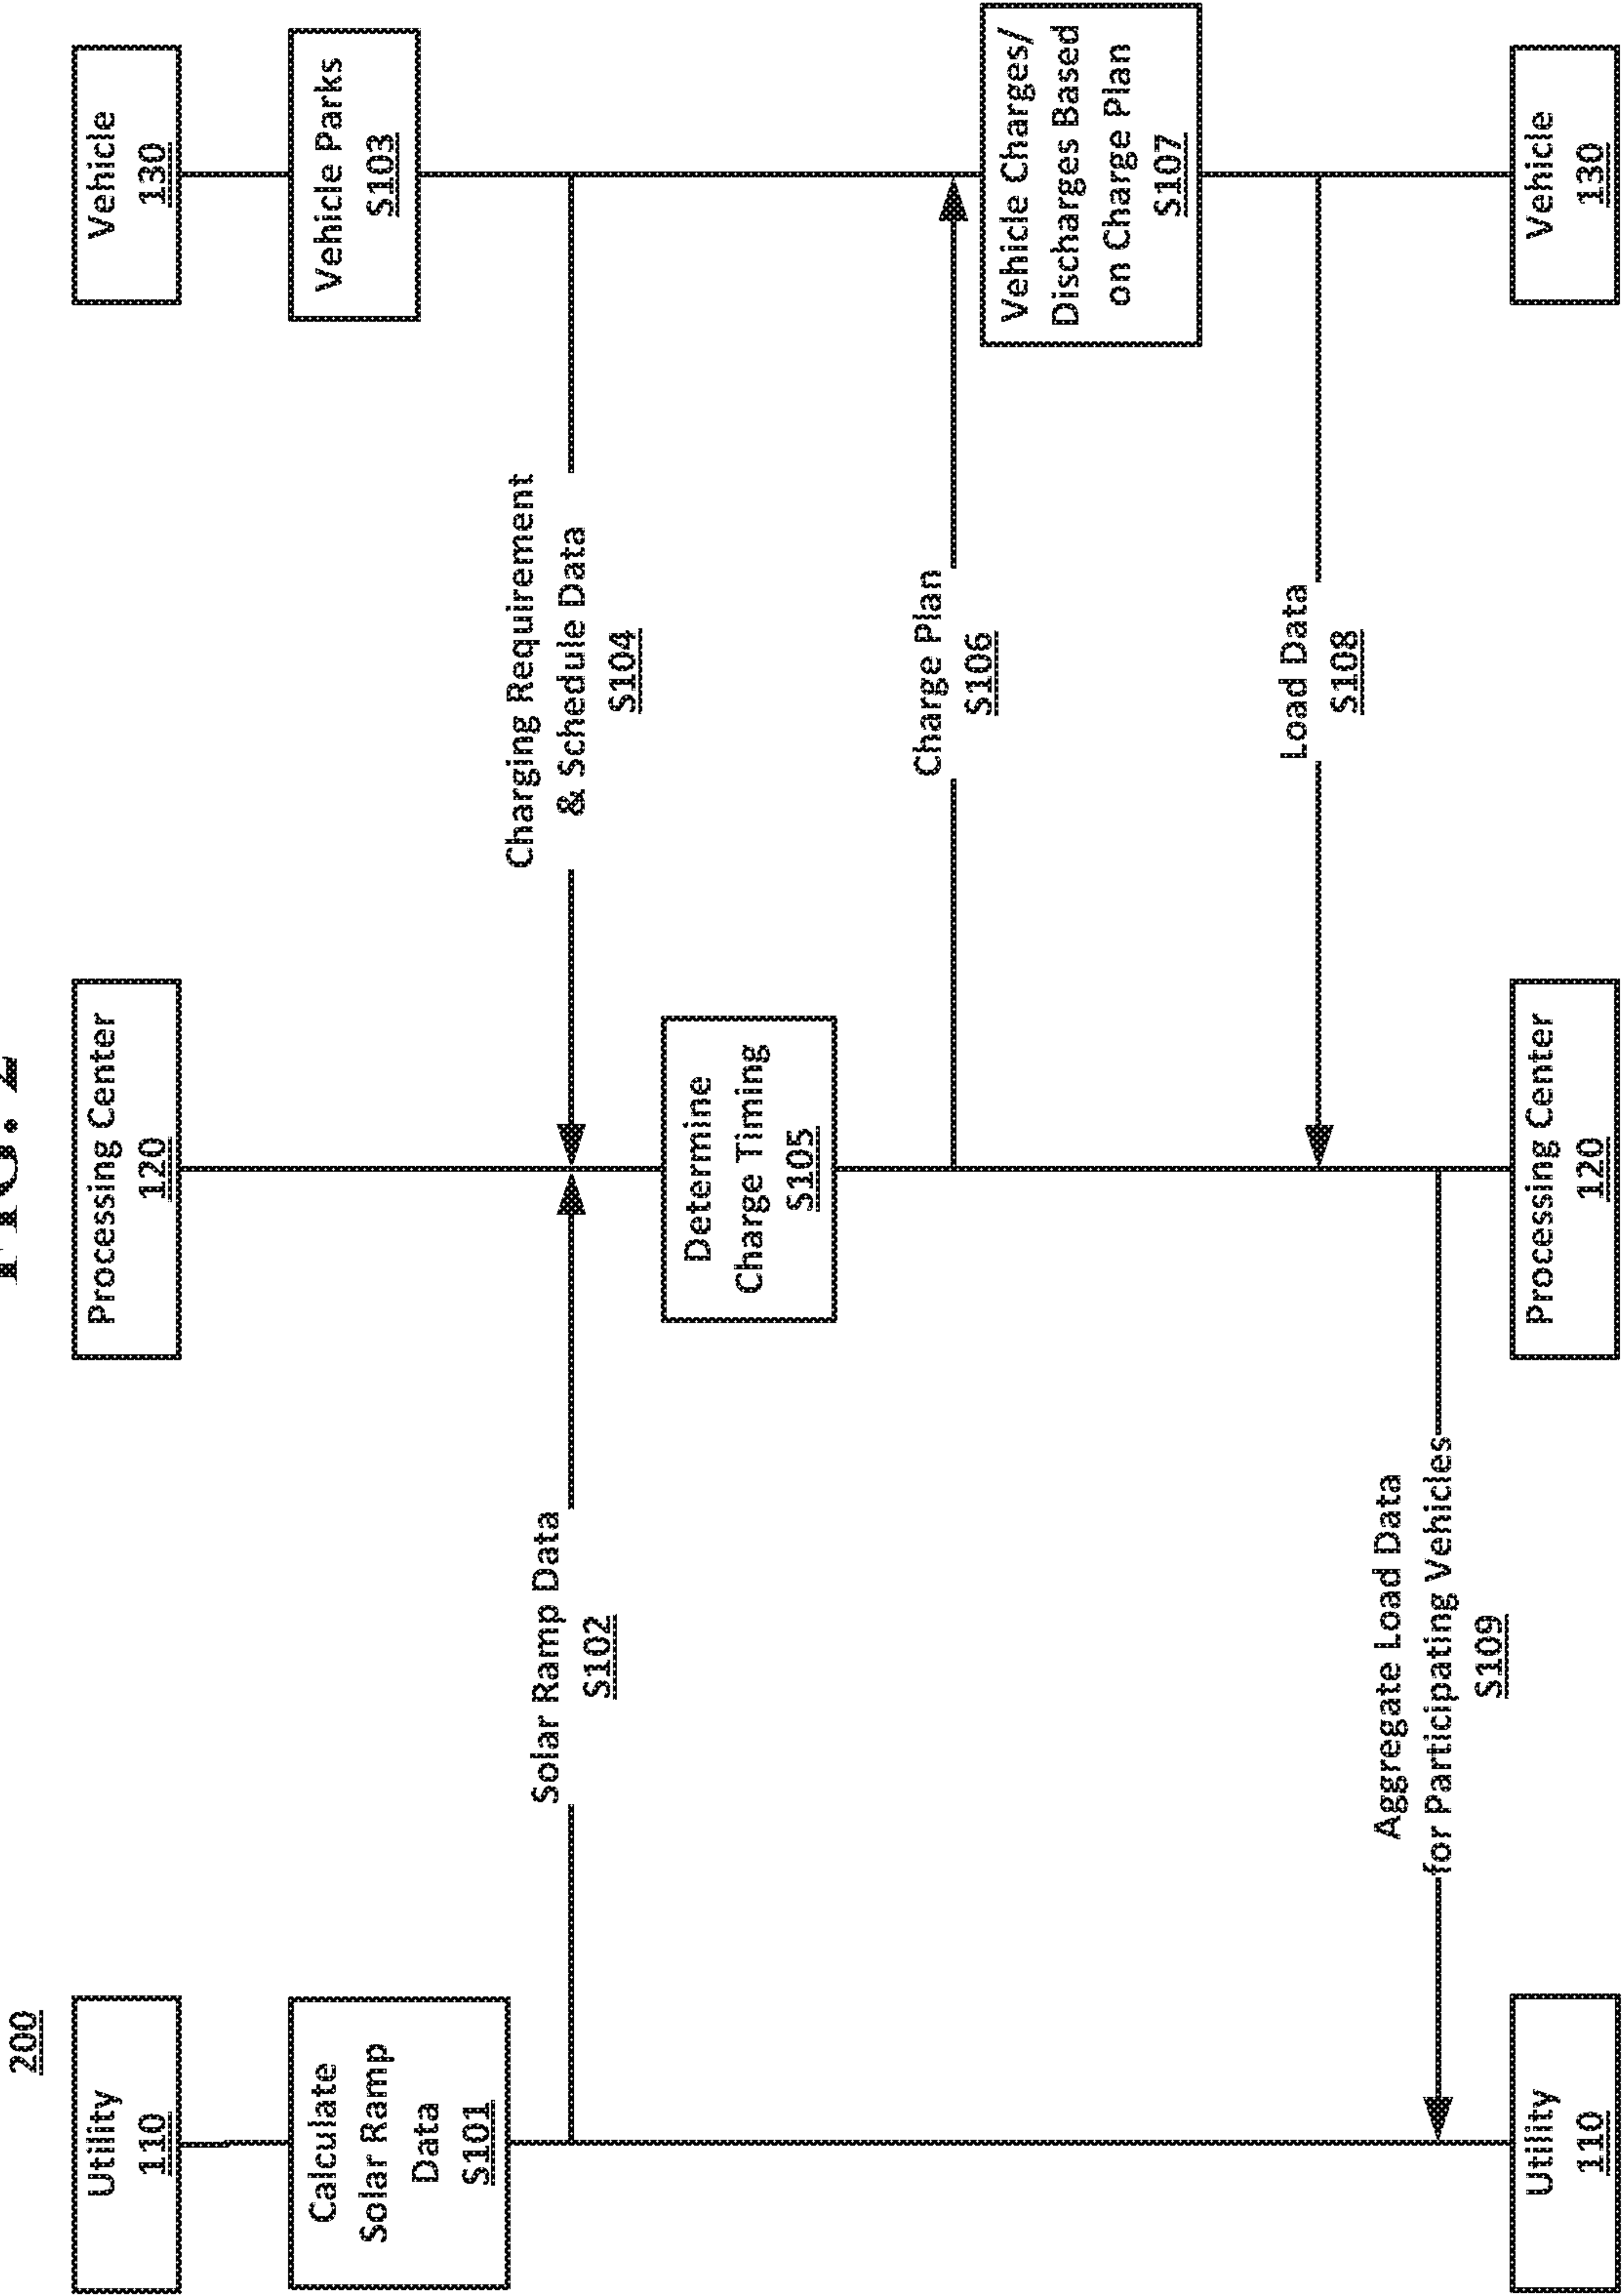 FIG. 2
200
Utility
110
Processing Center
120
Vehicle
130
Calculate
Solar Ramp
Data
S101
Vehicle Parks
S103
Solar Ramp Data
S102
Charging Requirement
& Schedule Data
S104
Determine
Charge Timing
S105
Charge Plan
S106
Vehicle Charges/
Discharges Based
on Charge Plan
S107
Load Data
S108
Aggregate Load Data
for Participating Vehicles
S109
Utility
110
Processing Center
120
Vehicle
130